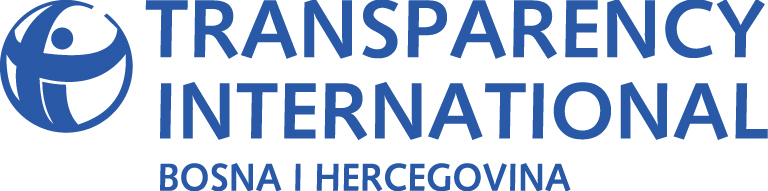 TRANSPARENCY
INTERNATIONAL
BOSNA I HERCEGOVINA